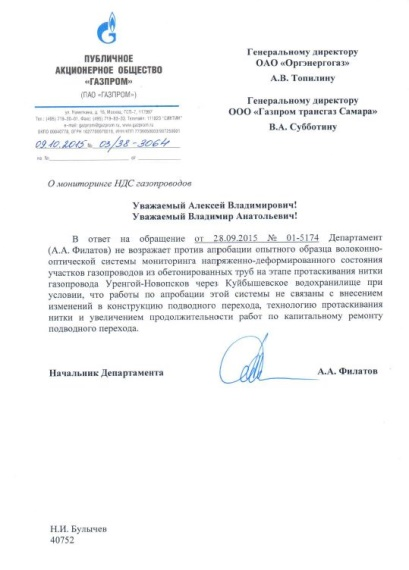 ПУБЛИЧНОЕ
АКЦИОНЕРНОЕ ОБЩЕСТВО
«ГАЗПРОМ»
(ПАО «ГАЗПРОМ»)
09.10.2015 г. 03/38-3064
на № от
Генеральному директору
ОАО «Оргэнергогаз»
А.В. Топилину
Генеральному директору
ООО «Газпром трансгаз Самара»
В.А. Субботину
О мониторинге НДС газопроводов
Уважаемый Алексей Владимирович!
Уважаемый Владимир Анатольевич!
В ответ на обращение от 28.09.2015 № 01-5174 Департамент
(А.А. Филатов) не возражает против апробации опытного образца волоконно-
оптической системы мониторинга напряженно-деформированного состояния
участков газопроводов из обетонированных труб на этапе протаскивания нитки
газопровода Уренгой-Новопсков через Куйбышевское водохранилище при
условии, что работы по апробации этой системы не связаны с внесением
изменений в конструкцию подводного перехода, технологию протаскивания
нитки и увеличением продолжительности работ по капитальному ремонту
подводного перехода.
Начальник Департамента
А.А. Филатов
Н.И. Булычев
40752